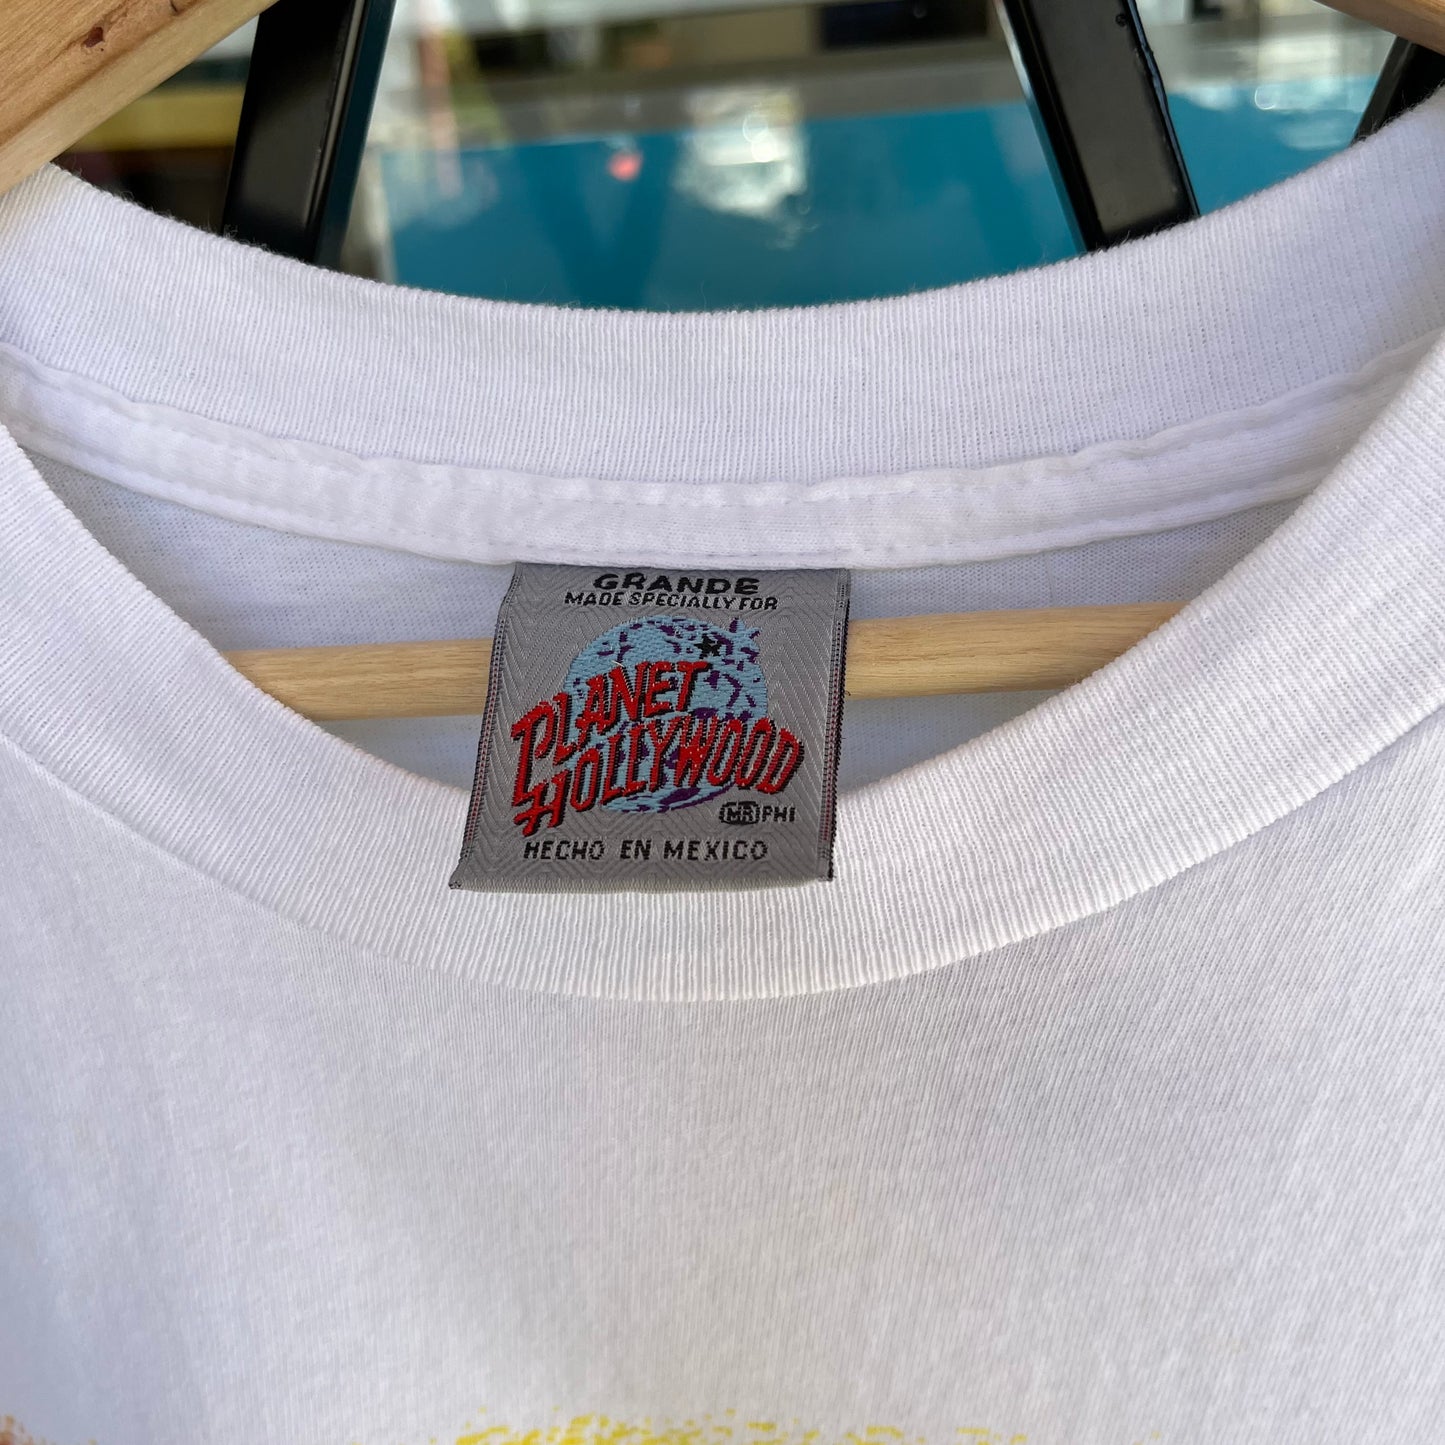 GRANDE
MADE SPECIALLY FOR
PLANET
HOLLYWOOD
MR PHI
HECHO EN MEXICO